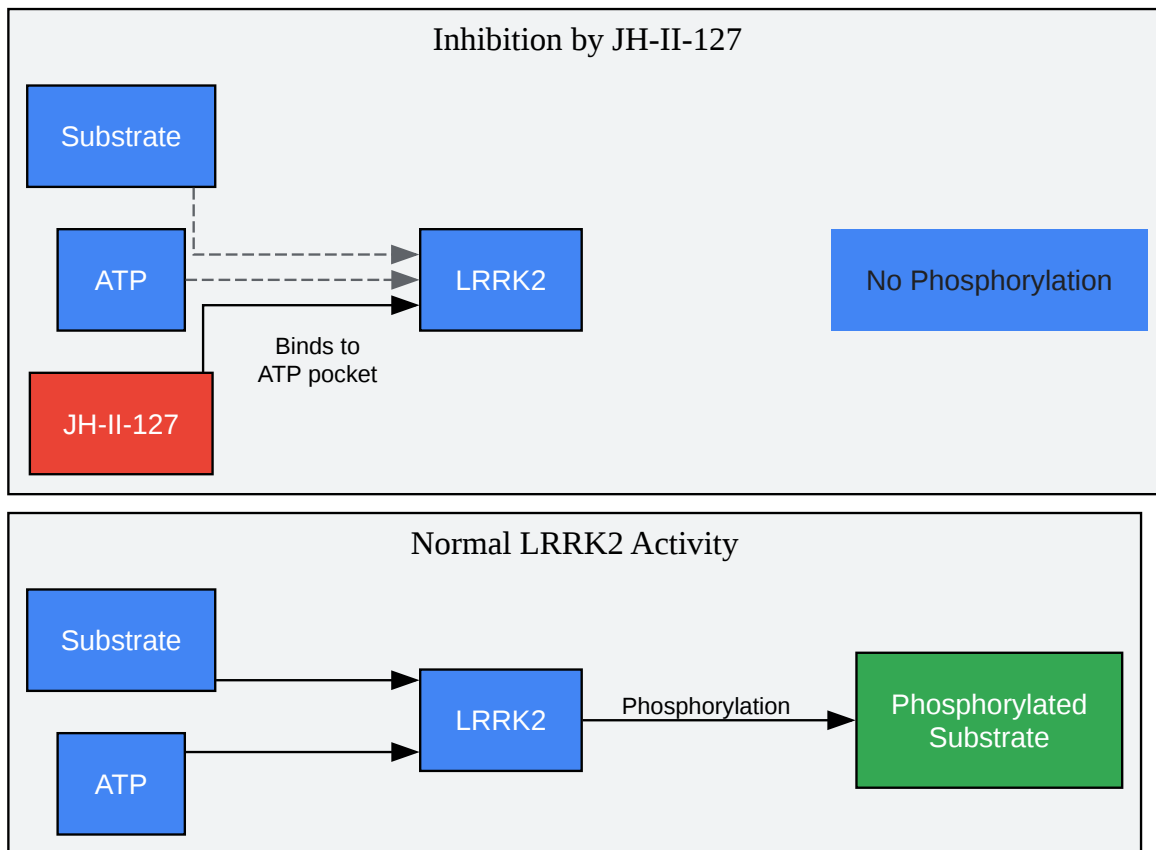 Inhibition by JH-II-127
Substrate
ATP
LRRK2
No Phosphorylation
Binds to
ATP pocket
JH-II-127
Normal LRRK2 Activity
Substrate
LRRK2
Phosphorylation
Phosphorylated
Substrate
ATP